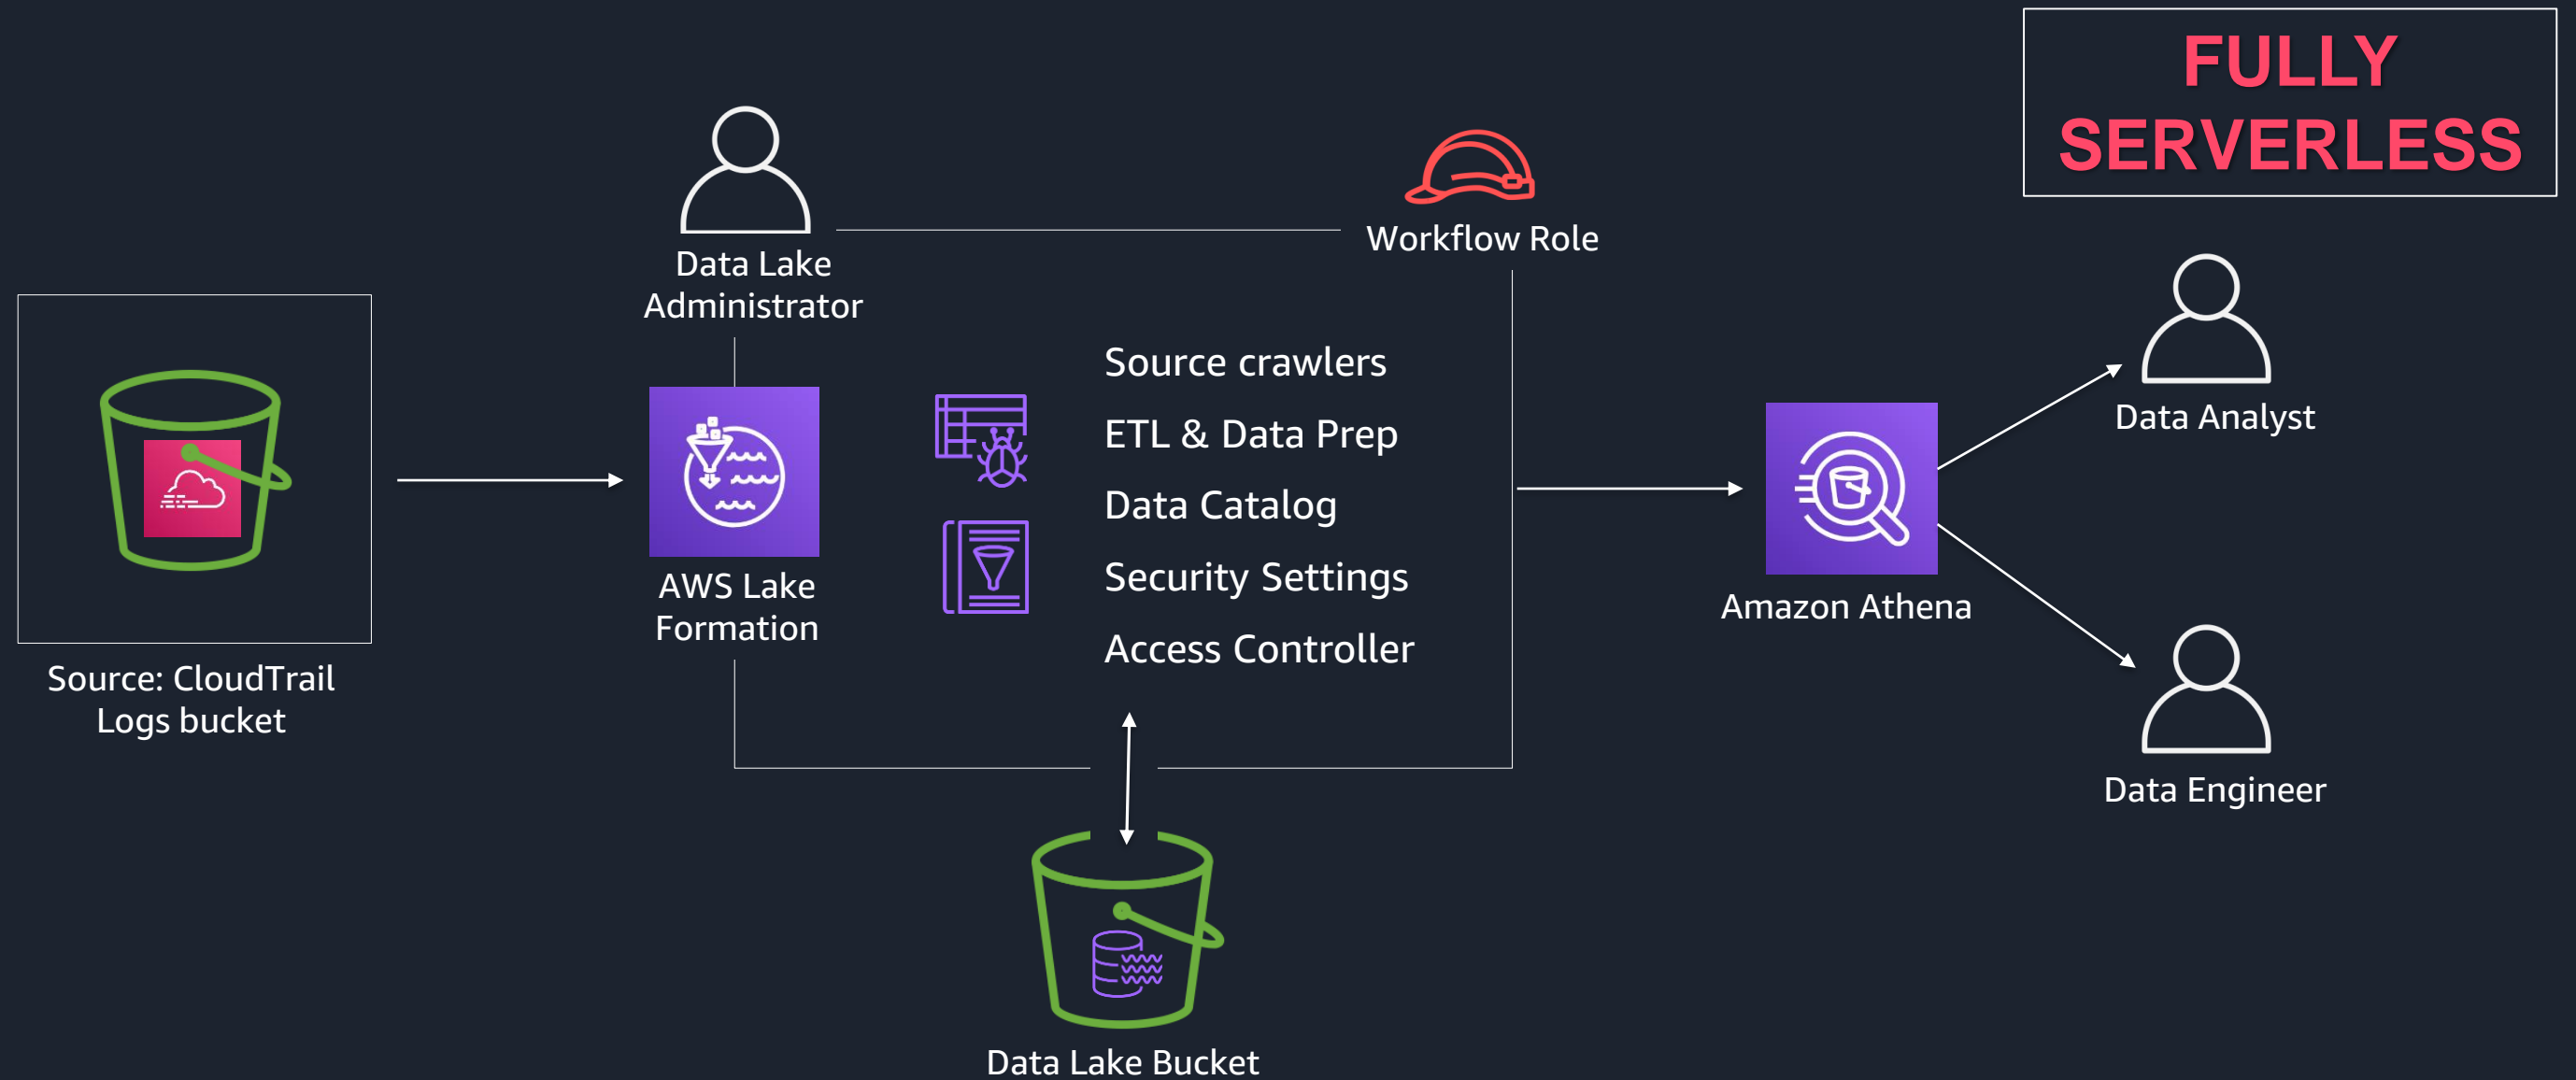 FULLY
SERVERLESS
Data Lake
Administrator
Workflow Role
Source: CloudTrail
Logs bucket
AWS Lake
Formation
Source crawlers
ETL & Data Prep
Data Catalog
Security Settings
Access Controller
Data Lake Bucket
Amazon Athena
Data Analyst
Data Engineer